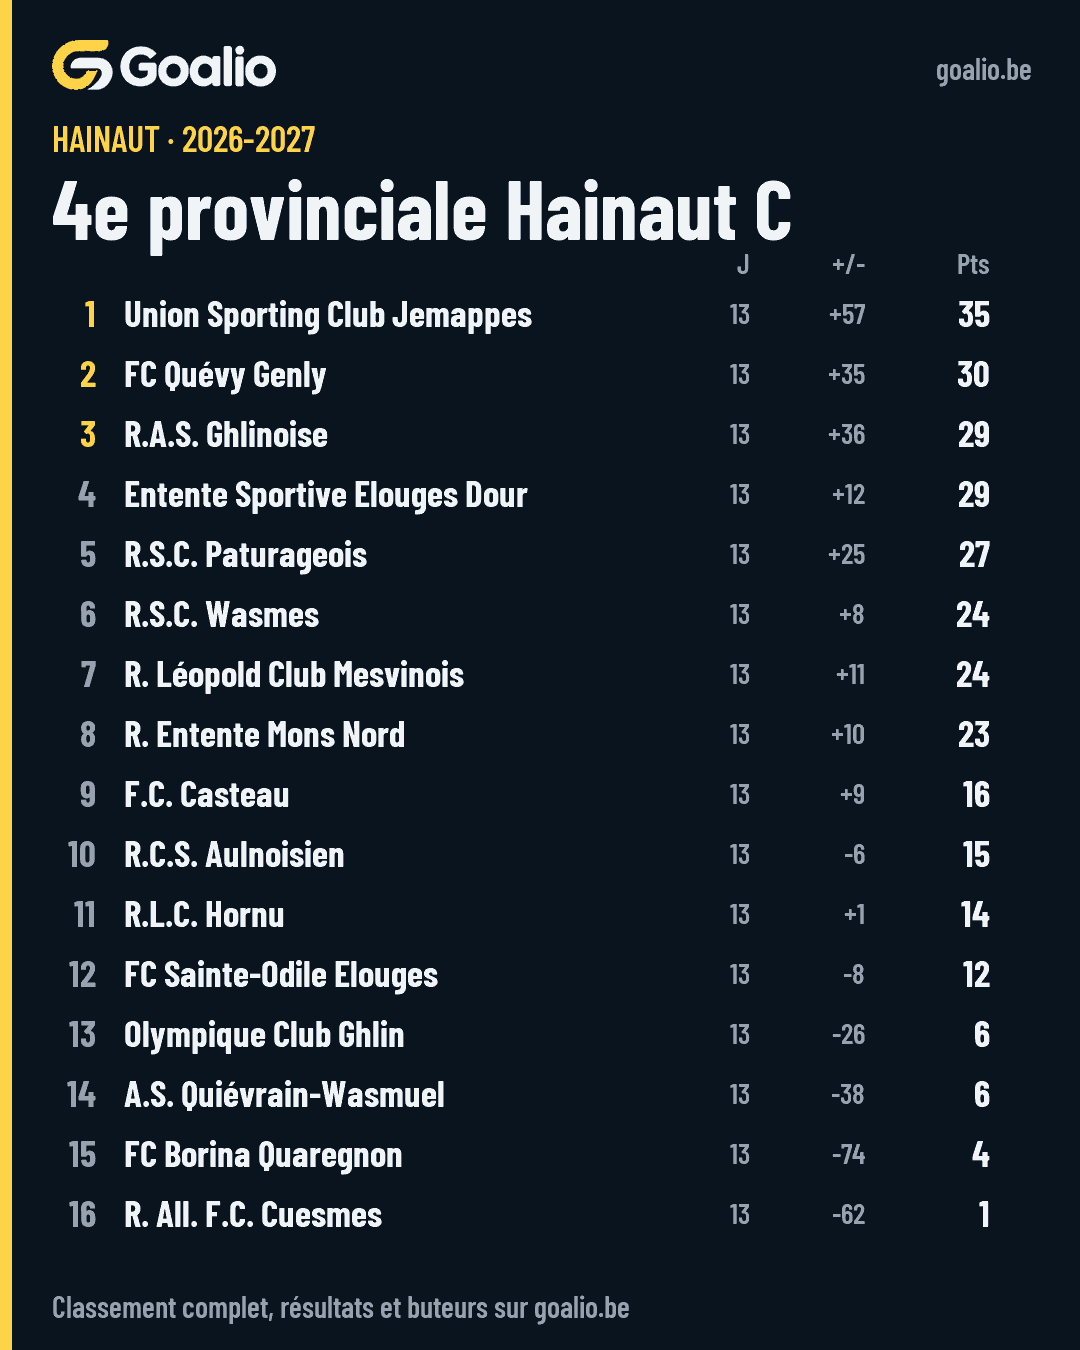 Goalio
goalio.be
HAINAUT · 2026-2027
4e provinciale Hainaut C
J +/- Pts
1 Union Sporting Club Jemappes 13 +57 35
2 FC Quévy Genly 13 +35 30
3 R.A.S. Ghlinoise 13 +36 29
4 Entente Sportive Elouges Dour 13 +12 29
5 R.S.C. Paturageois 13 +25 27
6 R.S.C. Wasmes 13 +8 24
7 R. Léopold Club Mesvinois 13 +11 24
8 R. Entente Mons Nord 13 +10 23
9 F.C. Casteau 13 +9 16
10 R.C.S. Aulnoisien 13 -6 15
11 R.L.C. Hornu 13 +1 14
12 FC Sainte-Odile Elouges 13 -8 12
13 Olympique Club Ghlin 13 -26 6
14 A.S. Quiévrain-Wasmuel 13 -38 6
15 FC Borina Quaregnon 13 -74 4
16 R. All. F.C. Cuesmes 13 -62 1
Classement complet, résultats et buteurs sur goalio.be